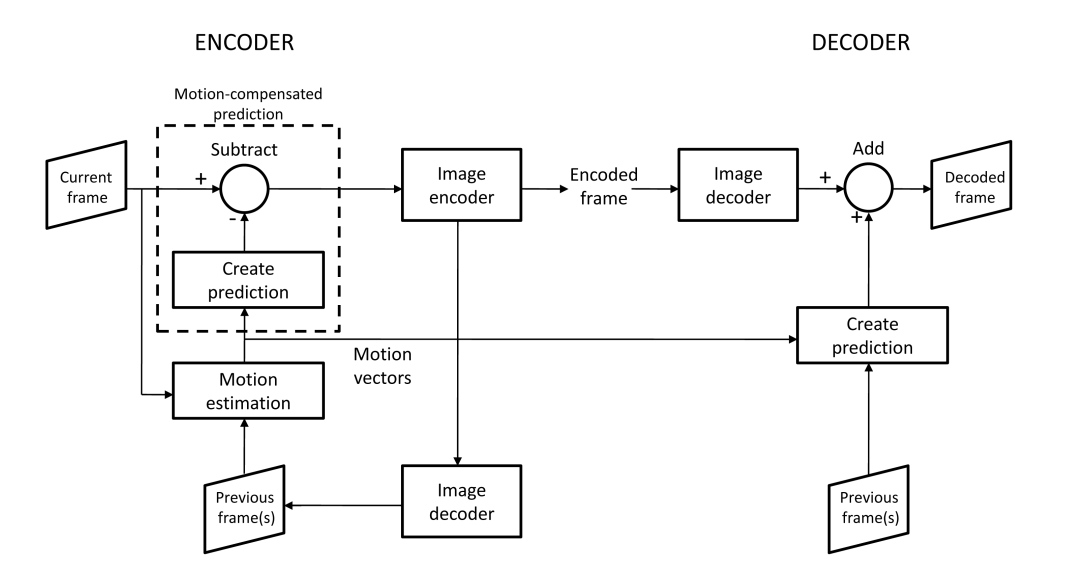 ENCODER
DECODER
Motion-compensated
prediction
Subtract
Add
Current
frame
+
-
Image
encoder
Encoded
frame
Image
decoder
+
+
Decoded
frame
Create
prediction
Create
prediction
Motion
vectors
Motion
estimation
Previous
frame(s)
Image
decoder
Previous
frame(s)